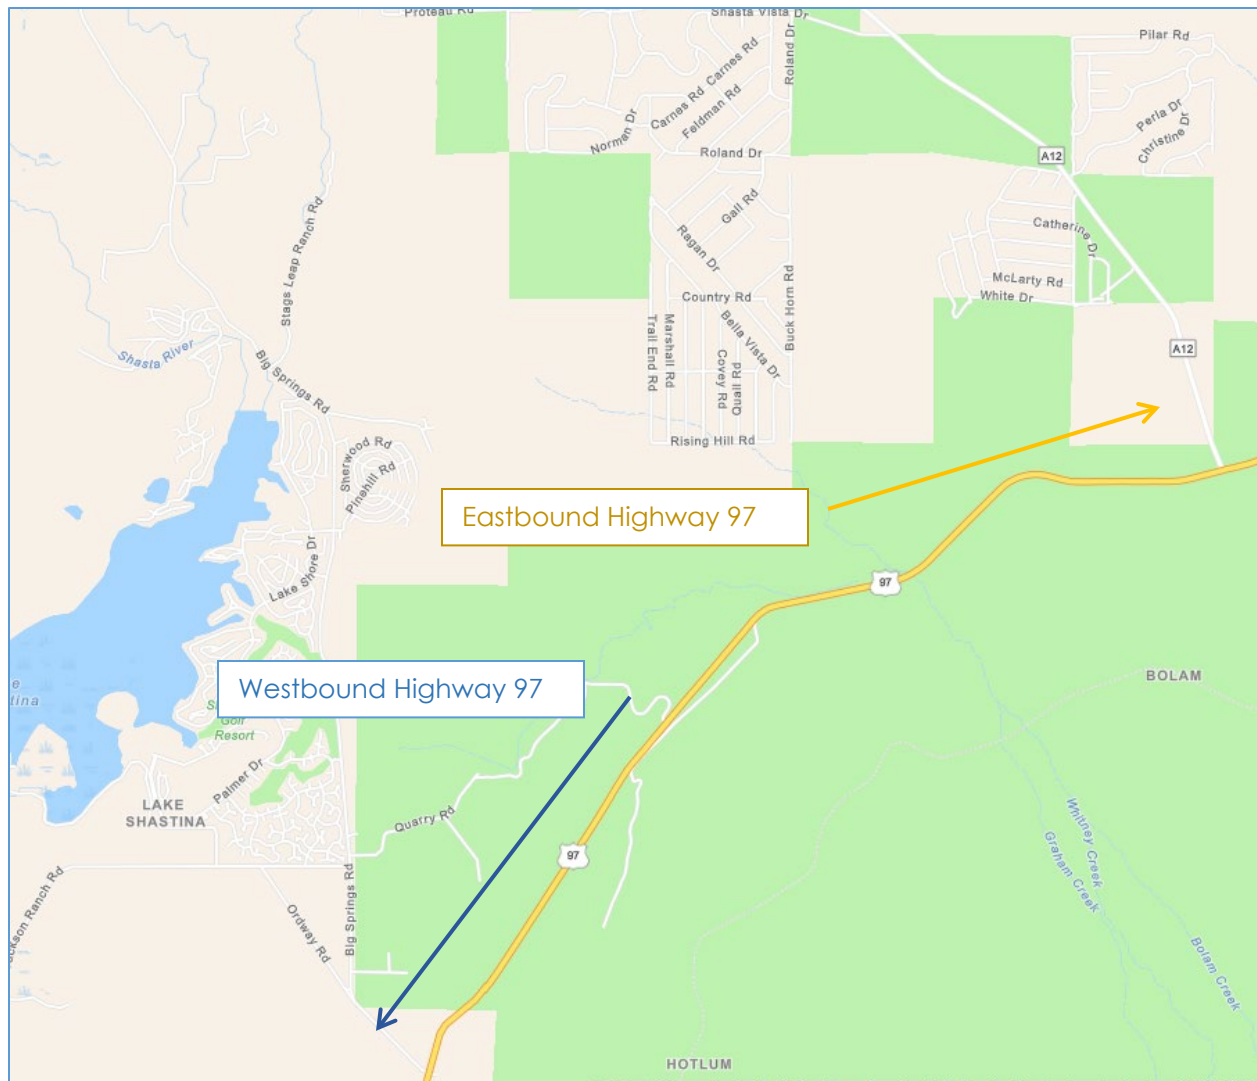 Proteau Rd
Shasta Vista Dr
Pilar Rd
Roland Dr
Carnes Rd
Carnes Rd
Feldman Rd
Norman Dr
Perla Dr
Christine Dr
Roland Dr
A12
Stags Leap Ranch Rd
Gall Rd
Ragan Dr
Catherine Dr
McLarty Rd
White Dr
Country Rd
Buck Horn Rd
Trail End Rd
Marshall Rd
Bella Vista Dr
Covey Rd
Quail Rd
Shasta River
Big Springs Rd
A12
Rising Hill Rd
Sherwood Rd
Pinehill Rd
Eastbound Highway 97
Lake Shore Dr
97
Westbound Highway 97
BOLAM
Golf
Resort
Palmer Dr
LAKE
SHASTINA
Quarry Rd
97
Whitney Creek
Graham Creek
Big Springs Rd
Ordway Rd
Ranch Rd
Bolam Creek
HOTLUM